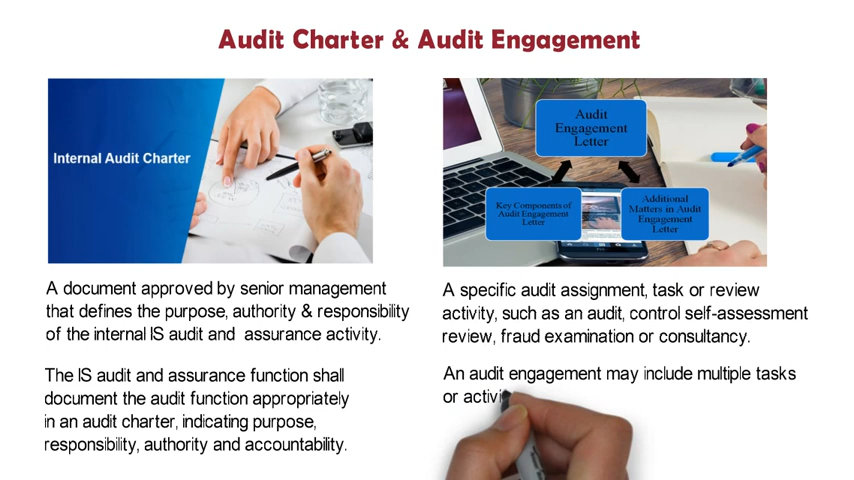 Audit Charter & Audit Engagement
Internal Audit Charter
A document approved by senior management
that defines the purpose, authority & responsibility
of the internal IS audit and assurance activity.
The IS audit and assurance function shall
document the audit function appropriately
in an audit charter, indicating purpose,
responsibility, authority and accountability.
Audit
Engagement
Letter
Key Components of
Audit Engagement
Letter
Additional
Matters in Audit
Engagement
Letter
A specific audit assignment, task or review
activity, such as an audit, control self-assessment
review, fraud examination or consultancy.
An audit engagement may include multiple tasks
or activi